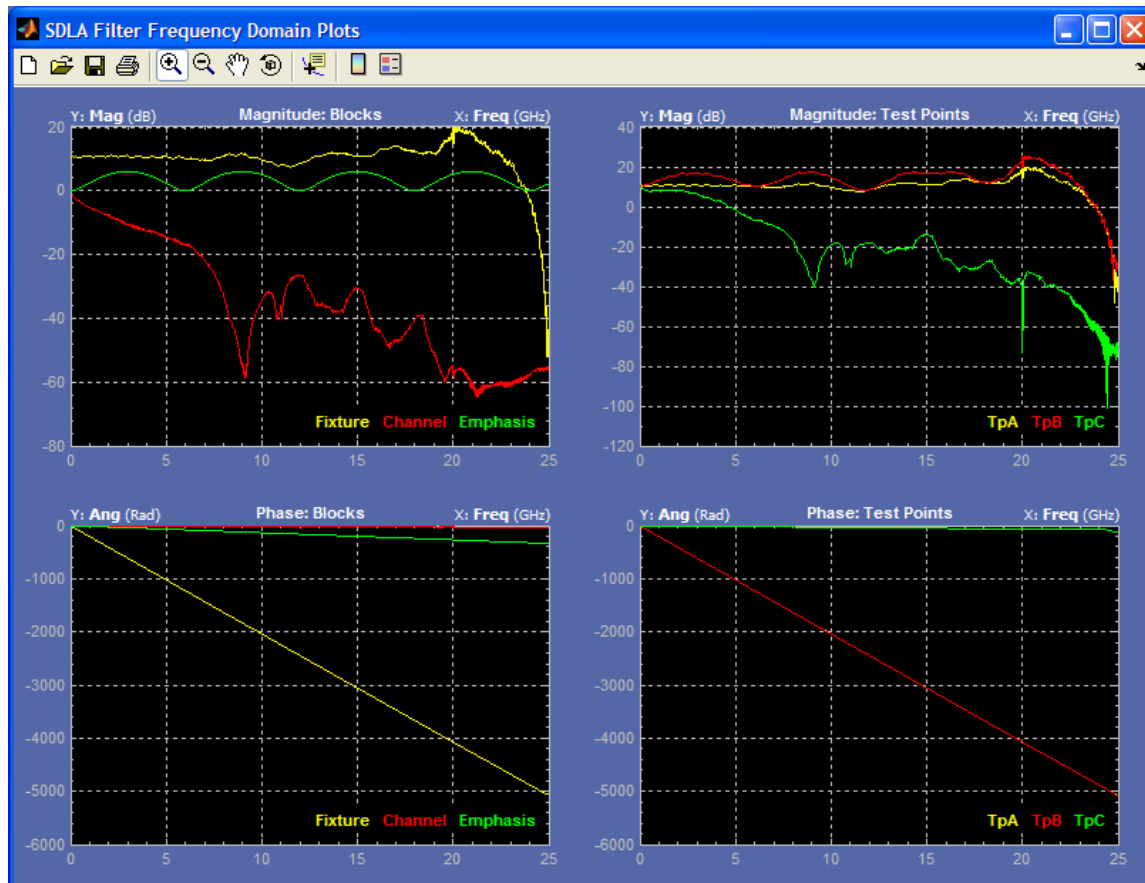 SDLA Filter Frequency Domain Plots
Y: Mag (dB) Magnitude: Blocks X: Freq (GHz)
20
0
-20
-40
-60
-80
Fixture Channel Emphasis
0 5 10 15 20 25
Y: Mag (dB) Magnitude: Test Points X: Freq (GHz)
40
20
0
-20
-40
-60
-80
-100
-120
TpA TpB TpC
0 5 10 15 20 25
Y: Ang (Rad) Phase: Blocks X: Freq (GHz)
0
-1000
-2000
-3000
-4000
-5000
-6000
Fixture Channel Emphasis
0 5 10 15 20 25
Y: Ang (Rad) Phase: Test Points X: Freq (GHz)
0
-1000
-2000
-3000
-4000
-5000
-6000
TpA TpB TpC
0 5 10 15 20 25